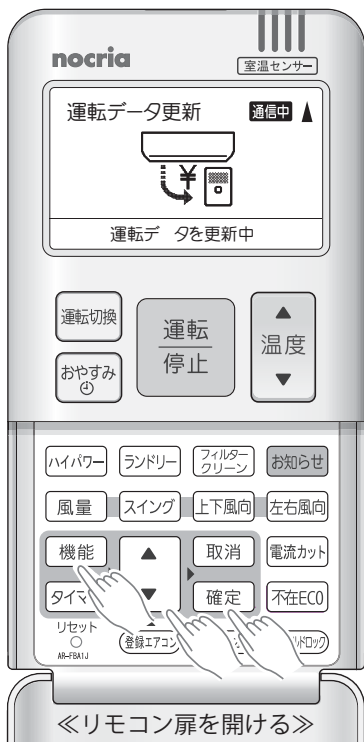 nocria
室温センサー
運転データ更新 通信中
¥
運転デ タを更新中
運転切換
運転
停止
温度
おやすみ
ハイパワー ランドリー フィルター
クリーン お知らせ
風量 スイング 上下風向 左右風向
機能 取消 電流カット
タイマ 確定 不在ECO
リセット
登録エアコン
AR-FBA1J
≪リモコン扉を開ける≫